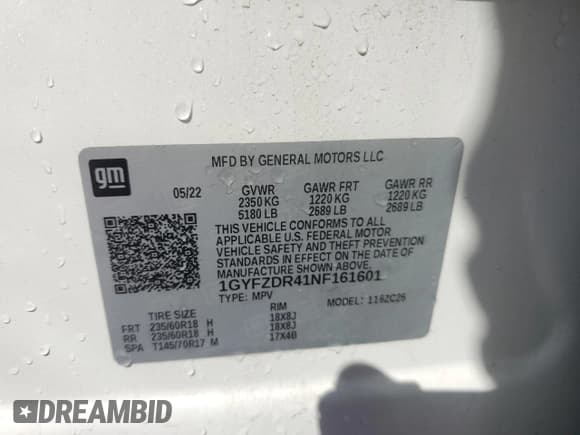 gm
MFD BY GENERAL MOTORS LLC
05/22 GVWR GAWR FRT GAWR RR
2350 KG 1220 KG 1220 KG
5180 LB 2689 LB 2689 LB
THIS VEHICLE CONFORMS TO ALL
APPLICABLE U.S. FEDERAL MOTOR
VEHICLE SAFETY AND THEFT PREVENTION
STANDARDS IN EFFECT ON THE DATE OF
MANUFACTURE SHOWN ABOVE.
1GYFZDR41NF161601
TYPE: MPV MODEL: 1162C26
TIRE SIZE RIM
FRT 235/60R18 H 18X8J
RR 235/60R18 H 18X8J
SPA T145/70R17 M 17X4B
DREAMBID